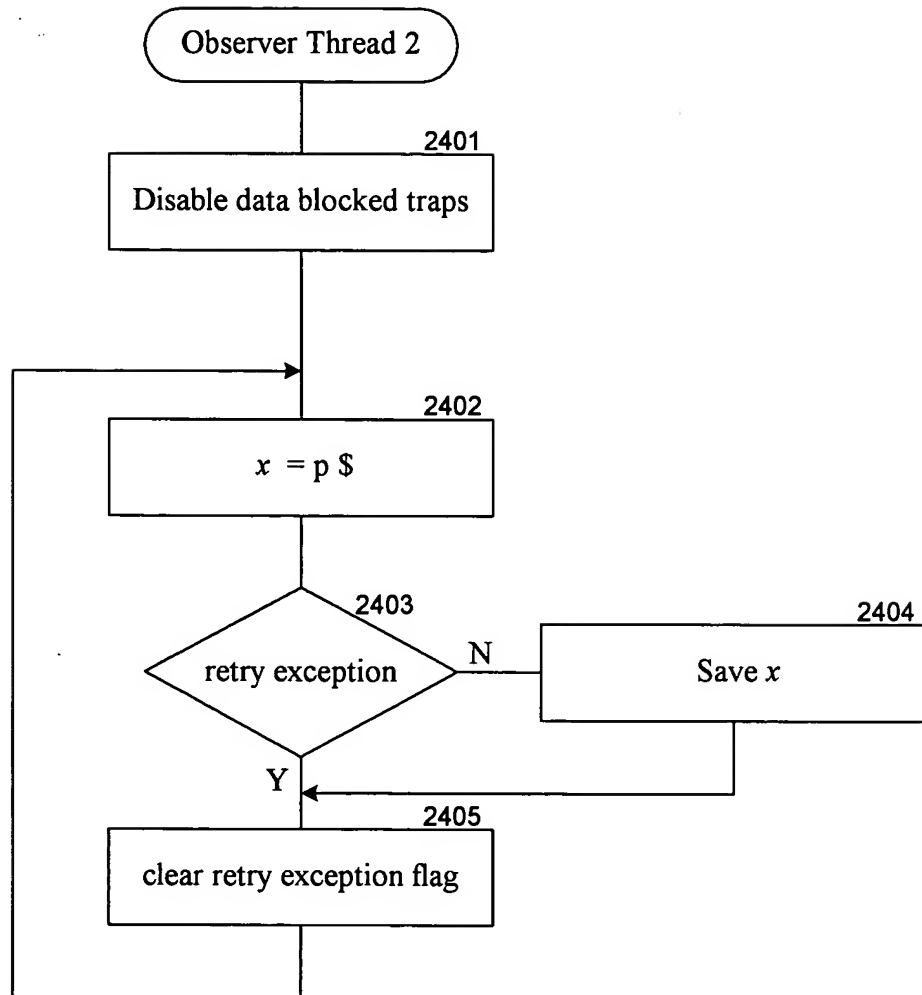 Observer Thread 2
2401
Disable data blocked traps
2402
x = p $
2403
retry exception
N
2404
Save x
Y
2405
clear retry exception flag